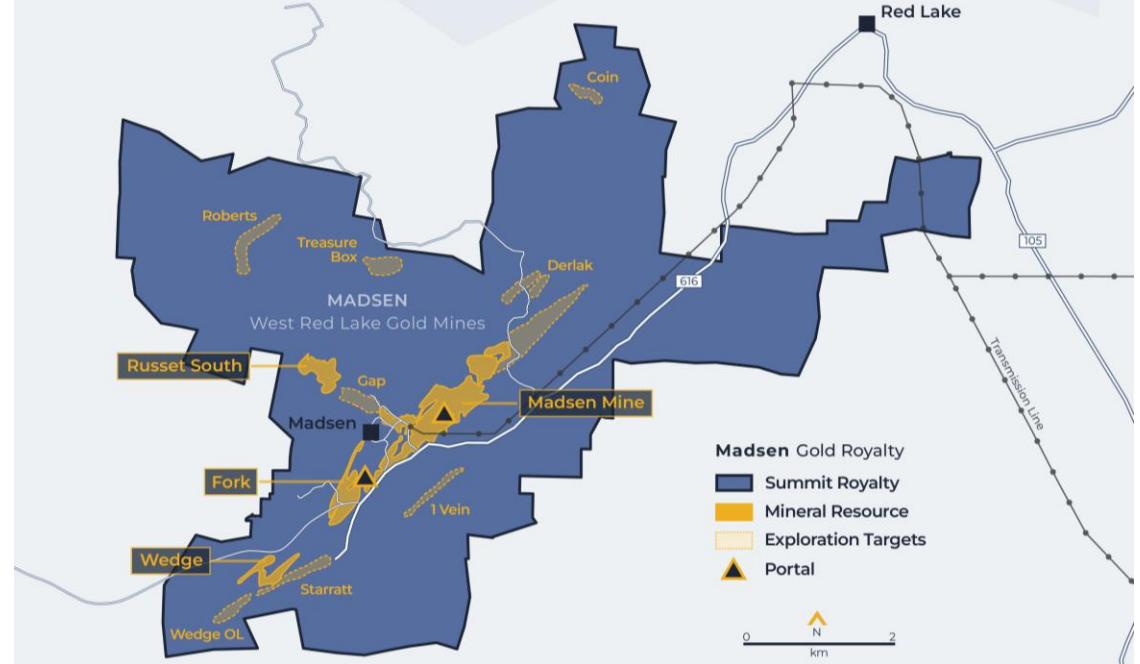 Red Lake
Coin
Roberts
Treasure
Box
Derlak
105
616
MADSEN
West Red Lake Gold Mines
Russet South
Gap
Madsen Mine
Madsen
Transmission Line
Fork
1 Vein
Wedge
Starratt
Wedge OL
Madsen Gold Royalty
Summit Royalty
Mineral Resource
Exploration Targets
Portal
N
0 2
km